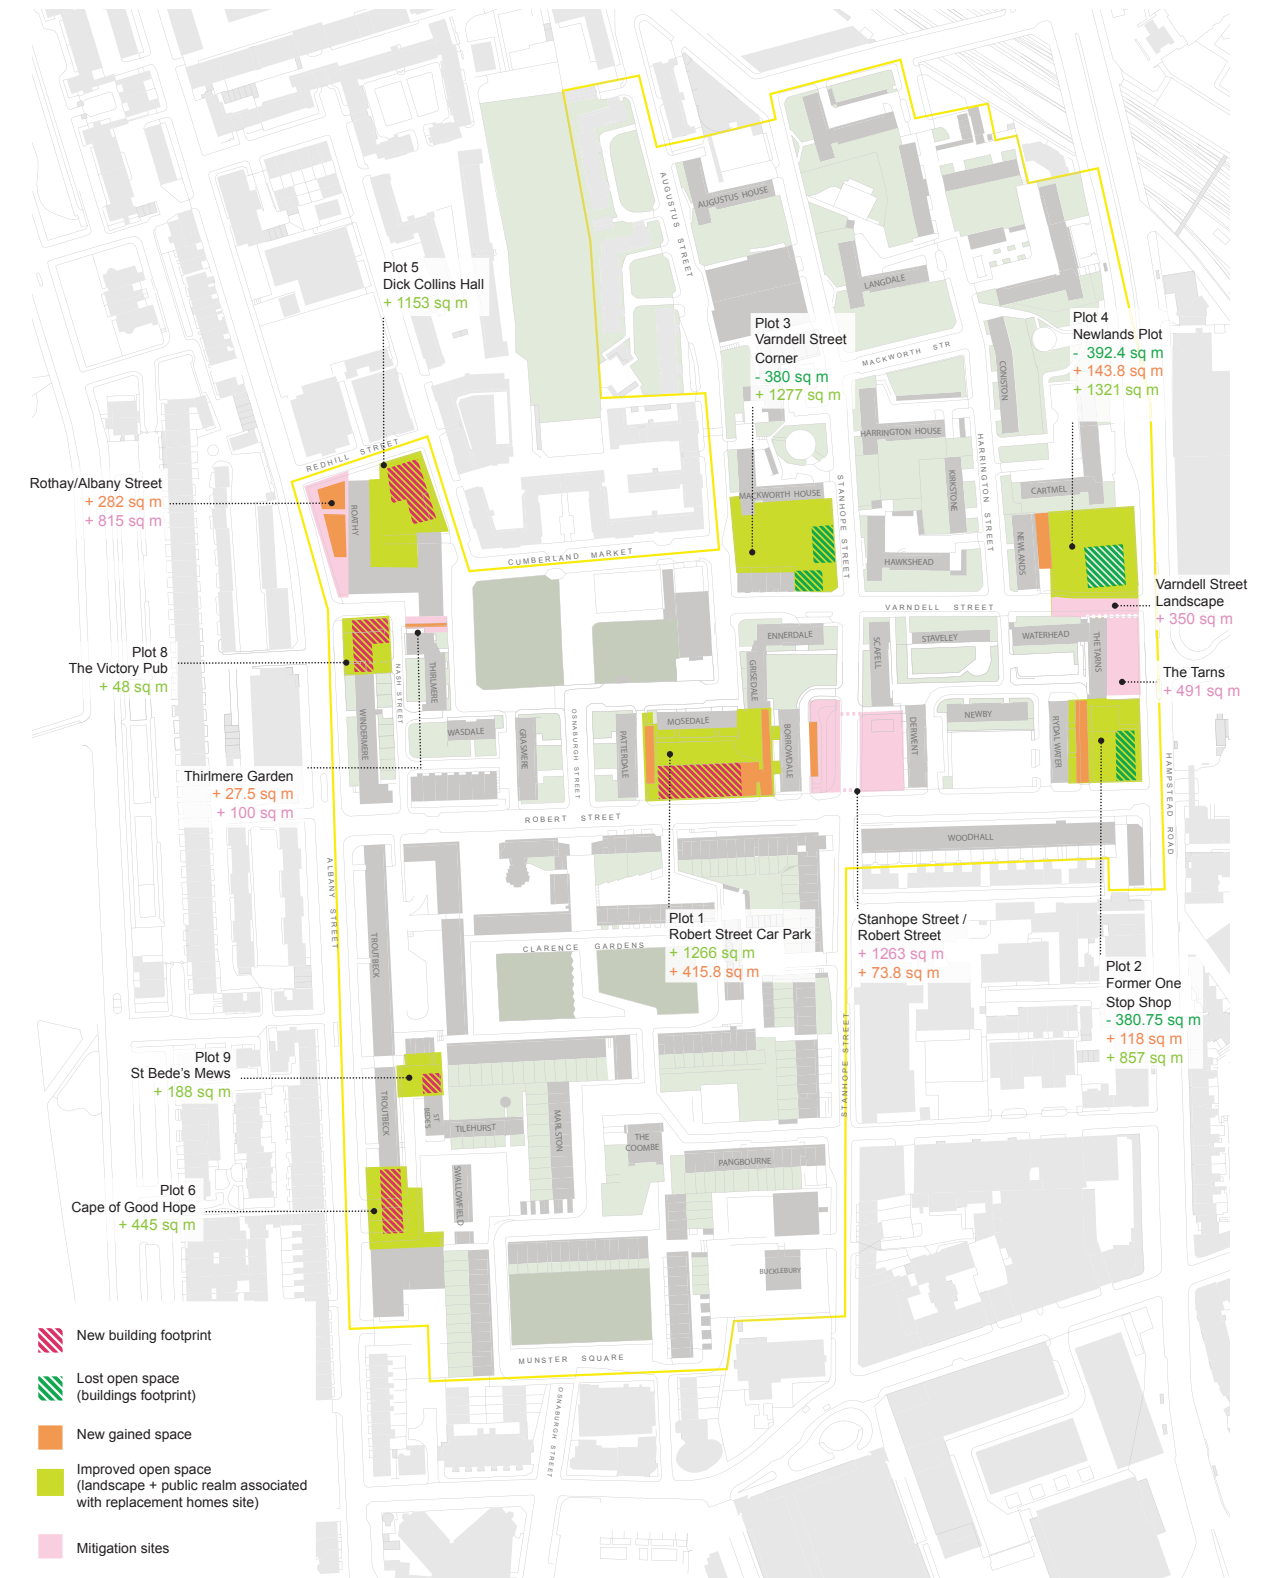 AUGUSTUS STREET
AUGUSTUS HOUSE
LANGDALE
Plot 5
Dick Collins Hall
+ 1153 sq m
Plot 3
Varndell Street
Corner
- 380 sq m
+ 1277 sq m
MACKWORTH STR
CONISTON
Plot 4
Newlands Plot
- 392.4 sq m
+ 143.8 sq m
+ 1321 sq m
REDHILL STREET
HARRINGTON HOUSE
HARRINGTON STREET
KIRKSTONE
CARTMEL
Rothay/Albany Street
+ 282 sq m
+ 815 sq m
ROATHY
MACKWORTH HOUSE
STANHOPE STREET
CUMBERLAND MARKET
HAWKSHEAD
NEWLANDS
Varndell Street
Landscape
+ 350 sq m
VARNDELL STREET
ENNERDALE
SCAFELL
STAVELEY
WATERHEAD
THE TARNS
Plot 8
The Victory Pub
+ 48 sq m
NASH STREET
THIRLMERE
GRISEDALE
The Tarns
+ 491 sq m
WINDERMERE
WASDALE
GRASMERE
OSNABURGH STREET
PATTERDALE
MOSEDALE
BORROWDALE
DERWENT
NEWBY
RYDAL WATER
HAMPSTEAD ROAD
Thirlmere Garden
+ 27.5 sq m
+ 100 sq m
ROBERT STREET
WOODHALL
ALBANY STREET
TROUTBECK
CLARENCE GARDENS
Plot 1
Robert Street Car Park
+ 1266 sq m
+ 415.8 sq m
Stanhope Street /
Robert Street
+ 1263 sq m
+ 73.8 sq m
Plot 2
Former One
Stop Shop
- 380.75 sq m
+ 118 sq m
+ 857 sq m
STANHOPE STREET
Plot 9
St Bede's Mews
+ 188 sq m
TROUTBECK
ST BEDES
TILEHURST
MARLSTON
THE
COOMBE
PANGBOURNE
Plot 6
Cape of Good Hope
+ 445 sq m
SWALLOWFIELD
BUCKLEBURY
MUNSTER SQUARE
OSNABURGH STREET
New building footprint
Lost open space
(buildings footprint)
New gained space
Improved open space
(landscape + public realm associated
with replacement homes site)
Mitigation sites